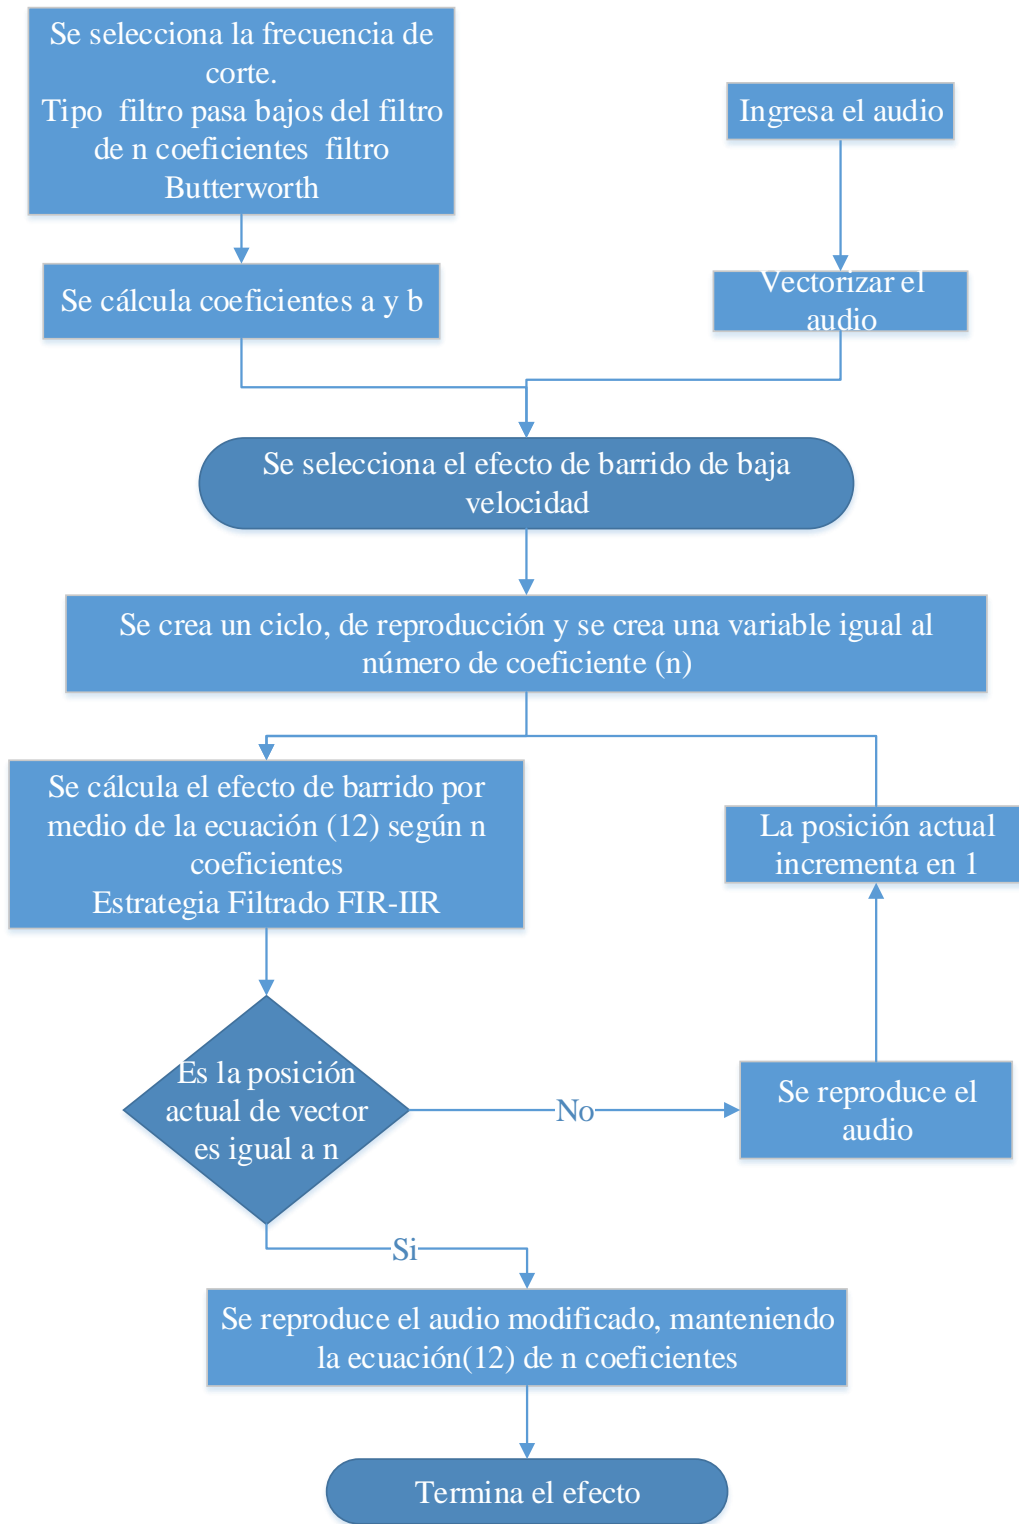 Se selecciona la frecuencia de
corte.
Tipo filtro pasa bajos del filtro
de n coeficientes filtro
Butterworth
Ingresa el audio
Se cálcula coeficientes a y b
Vectorizar el
audio
Se selecciona el efecto de barrido de baja
velocidad
Se crea un ciclo, de reproducción y se crea una variable igual al
número de coeficiente (n)
Se cálcula el efecto de barrido por
medio de la ecuación (12) según n
coeficientes
Estrategia Filtrado FIR-IIR
La posición actual
incrementa en 1
Es la posición
actual de vector
es igual a n
No
Se reproduce el
audio
Si
Se reproduce el audio modificado, manteniendo
la ecuación(12) de n coeficientes
Termina el efecto